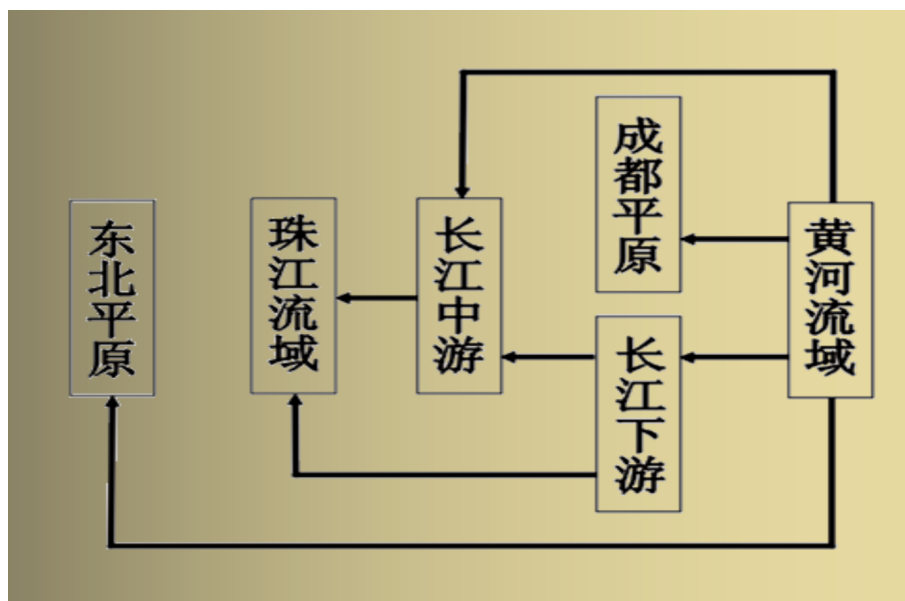 黄河流域
成都平原
长江下游
长江中游
珠江流域
东北平原